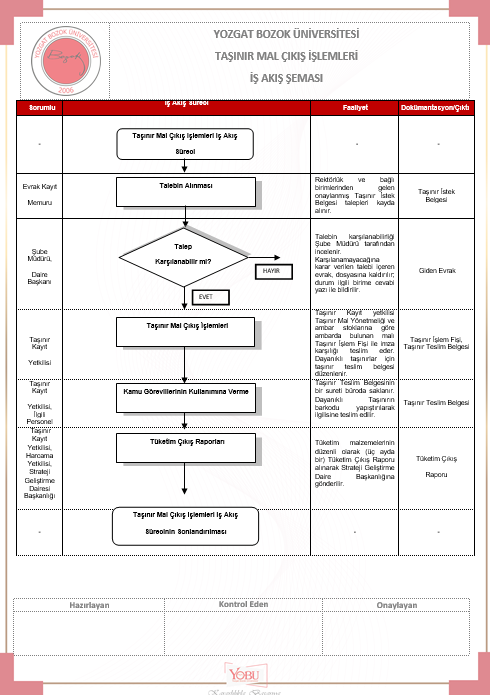 YOZGAT BOZOK ÜNİVERSİTESİ
TAŞINIR MAL ÇIKIŞ İŞLEMLERİ
İŞ AKIŞ ŞEMASI
YOZGAT BOZOK ÜNİVERSİTESİ
Bozok
2006
Sorumlu
İş Akış Süreci
Faaliyet
Dokümantasyon/Çıktı
-
Taşınır Mal Çıkış İşlemleri İş Akış
Süreci
-
-
Evrak Kayıt
Memuru
Talebin Alınması
Rektörlük ve bağlı
birimlerinden gelen
onaylanmış Taşınır İstek
Belgesi talepleri kayda
alınır.
Taşınır İstek
Belgesi
Şube
Müdürü,
Daire
Başkanı
Talep
Karşılanabilir mi?
HAYIR
EVET
Talebin karşılanabilirliği
Şube Müdürü tarafından
incelenir.
Karşılanamayacağına
karar verilen talebi içeren
evrak, dosyasına kaldırılır;
durum ilgili birime cevabi
yazı ile bildirilir.
Giden Evrak
Taşınır
Kayıt
Yetkilisi
Taşınır Mal Çıkış İşlemleri
Taşınır Kayıt yetkilisi
Taşınır Mal Yönetmeliği ve
ambar stoklarına göre
ambarda bulunan malı
Taşınır İşlem Fişi ile imza
karşılığı teslim eder.
Dayanıklı taşınırlar için
taşınır teslim belgesi
düzenlenir.
Taşınır İşlem Fişi,
Taşınır Teslim Belgesi
Taşınır
Kayıt
Yetkilisi,
İlgili
Personel
Kamu Görevlilerinin Kullanımına Verme
Taşınır Teslim Belgesinin
bir sureti büroda saklanır.
Dayanıklı Taşınırın
barkodu yapıştırılarak
ilgilisine teslim edilir.
Taşınır Teslim Belgesi
Taşınır
Kayıt
Yetkilisi,
Harcama
Yetkilisi,
Strateji
Geliştirme
Dairesi
Başkanlığı
Tüketim Çıkış Raporları
Tüketim malzemelerinin
düzenli olarak (üç ayda
bir) Tüketim Çıkış Raporu
alınarak Strateji Geliştirme
Daire Başkanlığına
gönderilir.
Tüketim Çıkış
Raporu
-
Taşınır Mal Çıkış İşlemleri İş Akış
Sürecinin Sonlandırılması
-
-
Hazırlayan
Kontrol Eden
Onaylayan
YOBÜ